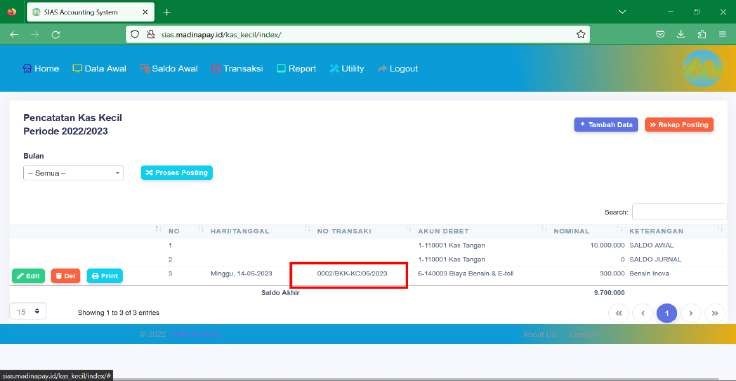 SIAS Accounting System
sias.madinapay.id/kas_kecil/index/
Home Data Awal Saldo Awal Transaksi Report Utility Logout
Pencatatan Kas Kecil
Periode 2022/2023
+ Tambah Data >> Rekap Posting
Bulan
-- Semua --
Proses Posting
Search:
NO HARI/TANGGAL NO TRANSAKI AKUN DEBET NOMINAL KETERANGAN
1 1-110001 Kas Tangan 10.000.000 SALDO AWAL
2 1-110001 Kas Tangan 0 SALDO JURNAL
Edit Del Print 3 Minggu, 14-05-2023 0002/BKK-KC/05/2023 6-140003 Biaya Bensin & E-toll 300.000 Bensin Inova
Saldo Akhir 9.700.000
15 Showing 1 to 3 of 3 entries
1
© 2022
About Us
sias.madinapay.id/kas_kecil/index/#